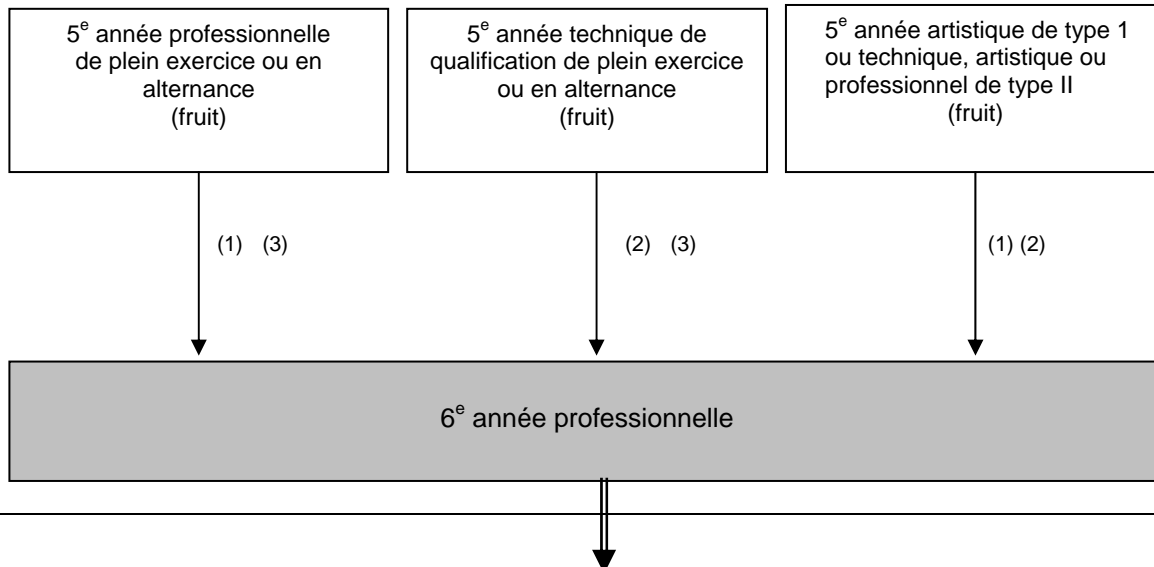 5e année professionnelle
de plein exercice ou en
alternance
(fruit)
5e année technique de
qualification de plein exercice
ou en alternance
(fruit)
5e année artistique de type 1
ou technique, artistique ou
professionnel de type II
(fruit)
(1) (3)
(2) (3)
(1) (2)
6e année professionnelle